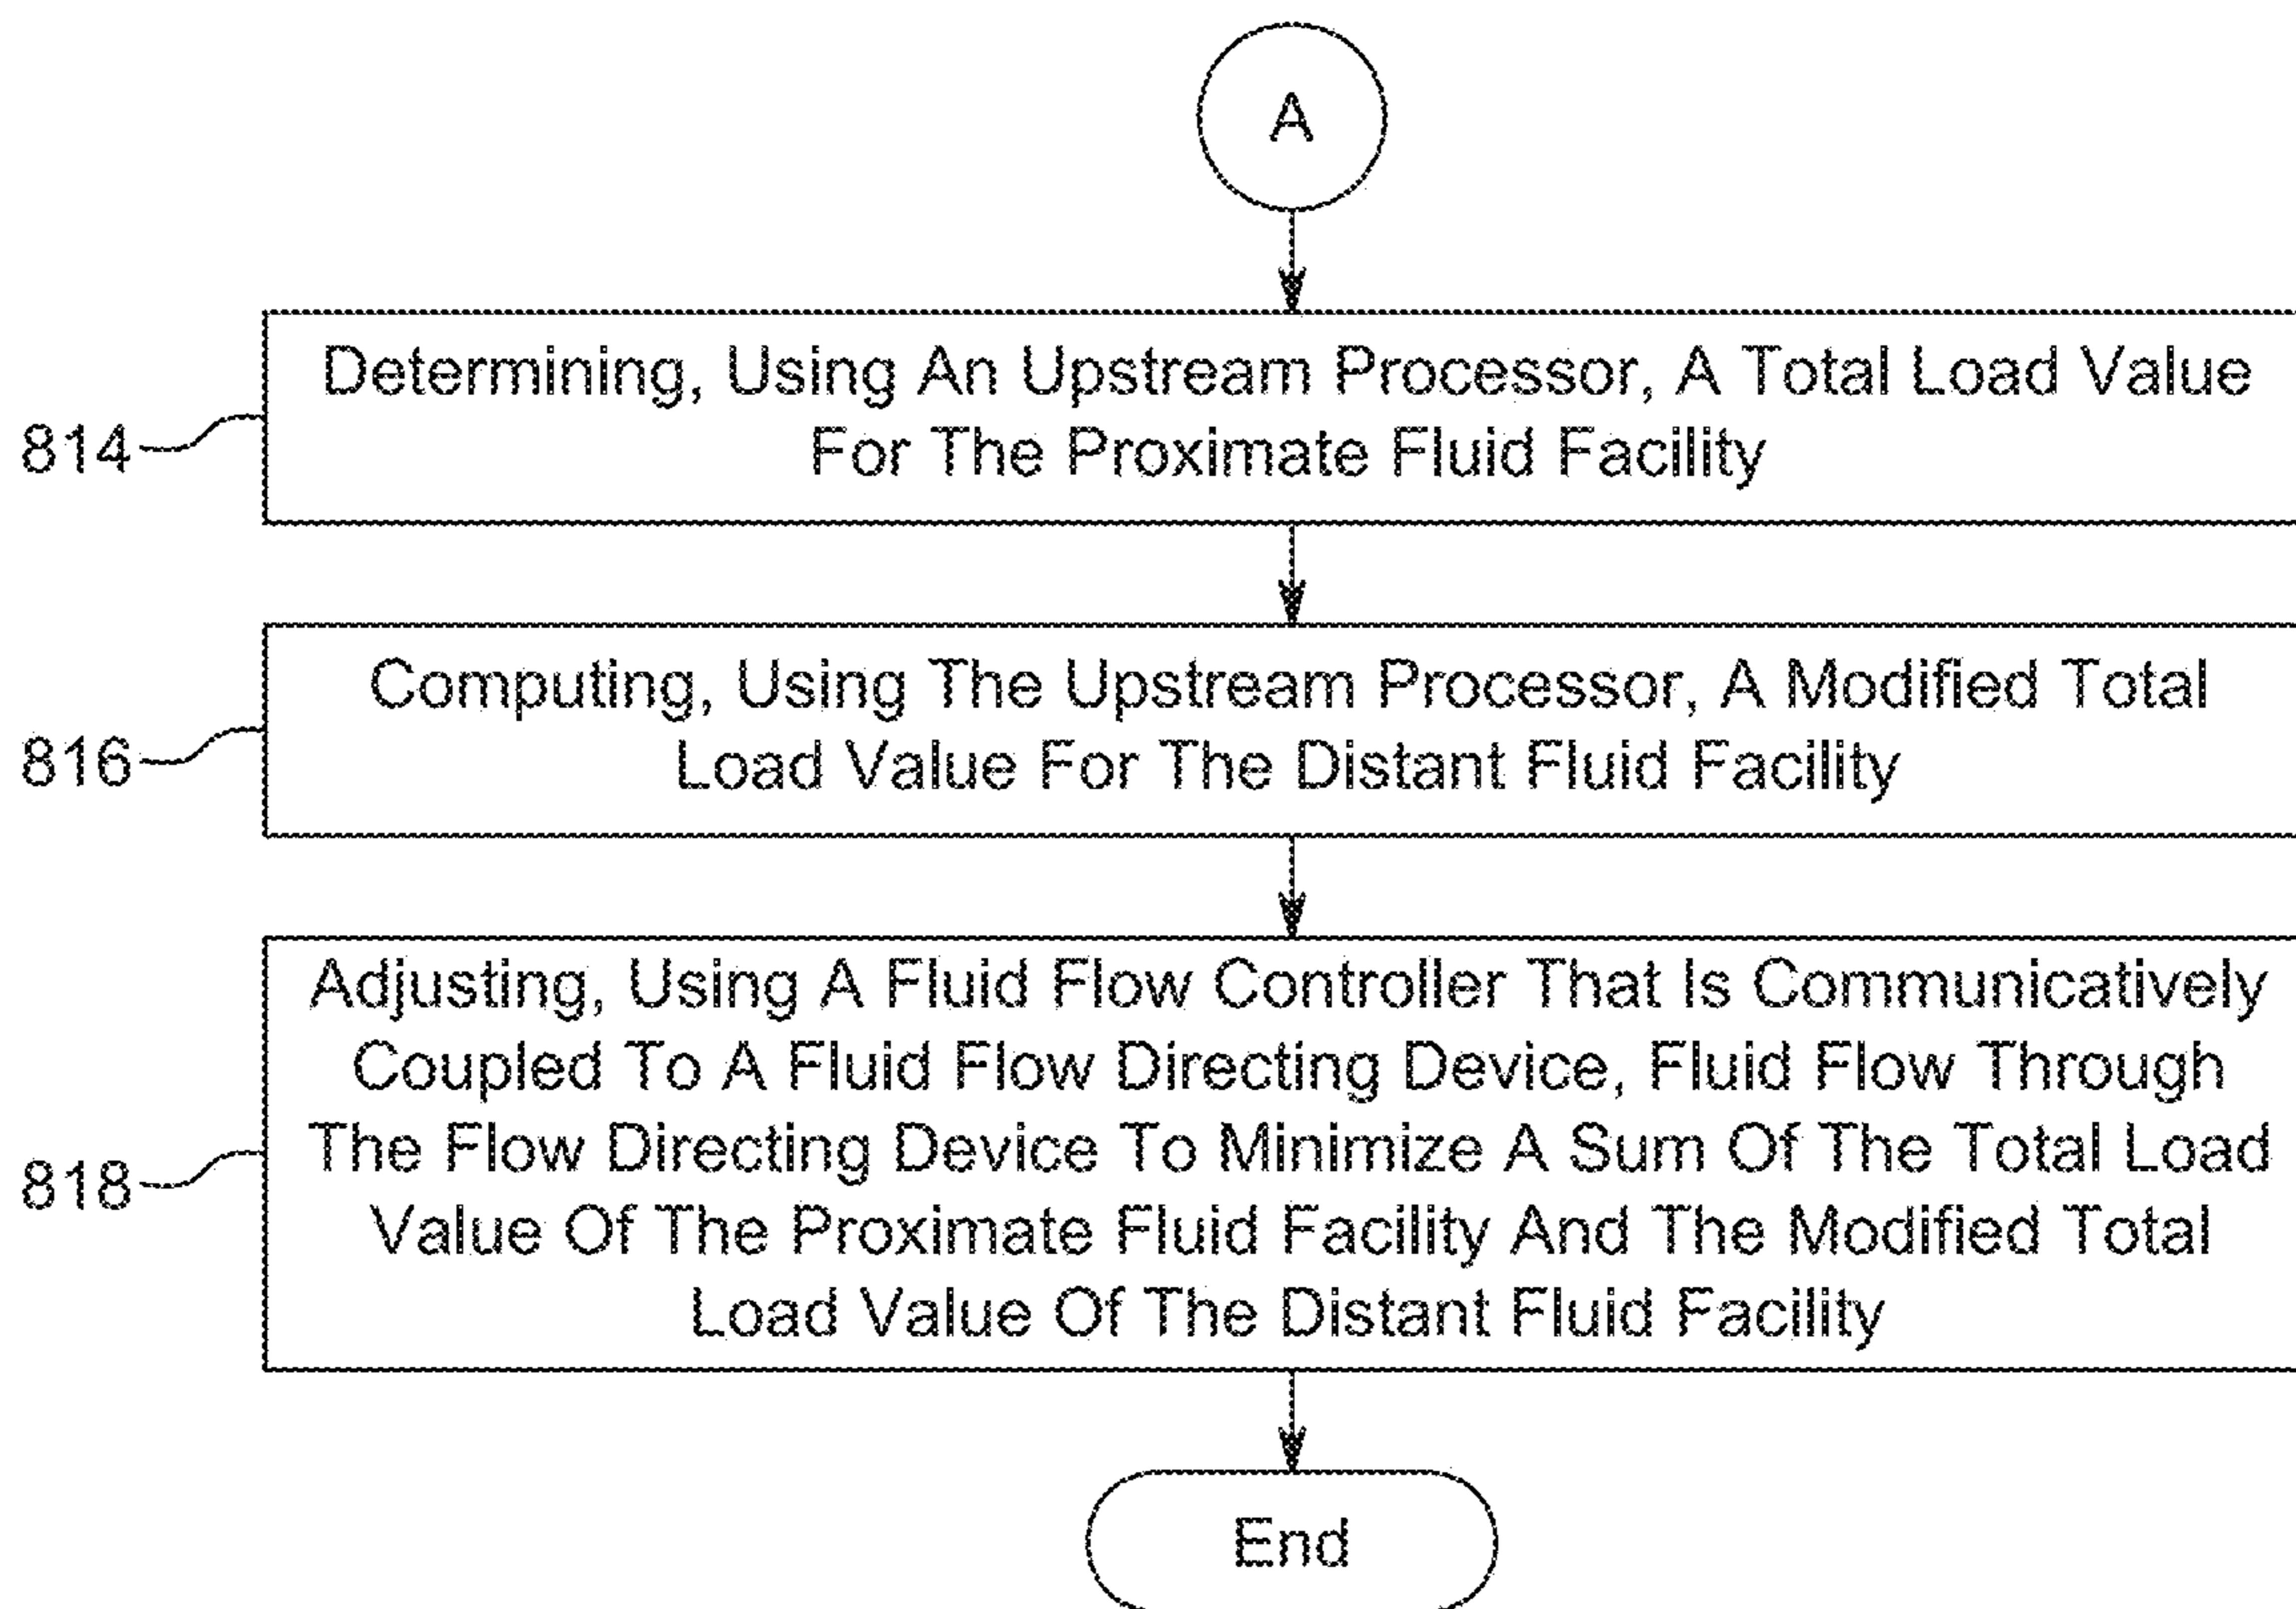 A
Determining, Using An Upstream Processor, A Total Load Value
For The Proximate Fluid Facility
814
Computing, Using The Upstream Processor, A Modified Total
Load Value For The Distant Fluid Facility
816
Adjusting, Using A Fluid Flow Controller That Is Communicatively
Coupled To A Fluid Flow Directing Device, Fluid Flow Through
The Flow Directing Device To Minimize A Sum Of The Total Load
Value Of The Proximate Fluid Facility And The Modified Total
Load Value Of The Distant Fluid Facility
818
End